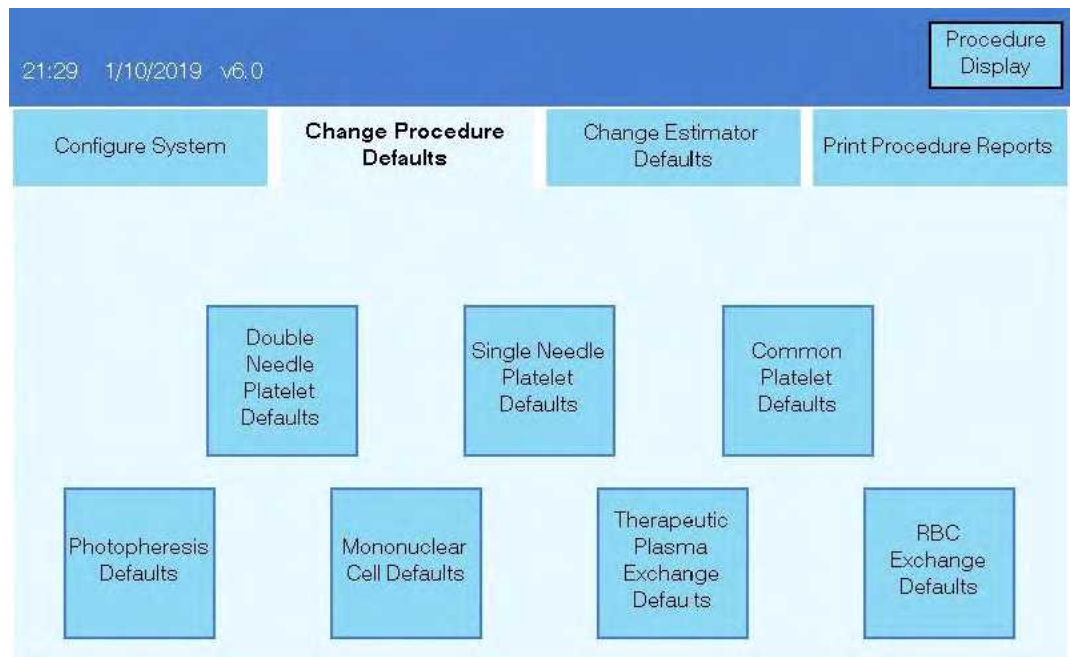 Procedure
Display
21:29 1/10/2019 v6.0
Configure System
Change Procedure
Defaults
Change Estimator
Defaults
Print Procedure Reports
Double
Needle
Platelet
Defaults
Single Needle
Platelet
Defaults
Common
Platelet
Defaults
Photopheresis
Defaults
Mononuclear
Cell Defaults
Therapeutic
Plasma
Exchange
Defau ts
RBC
Exchange
Defaults